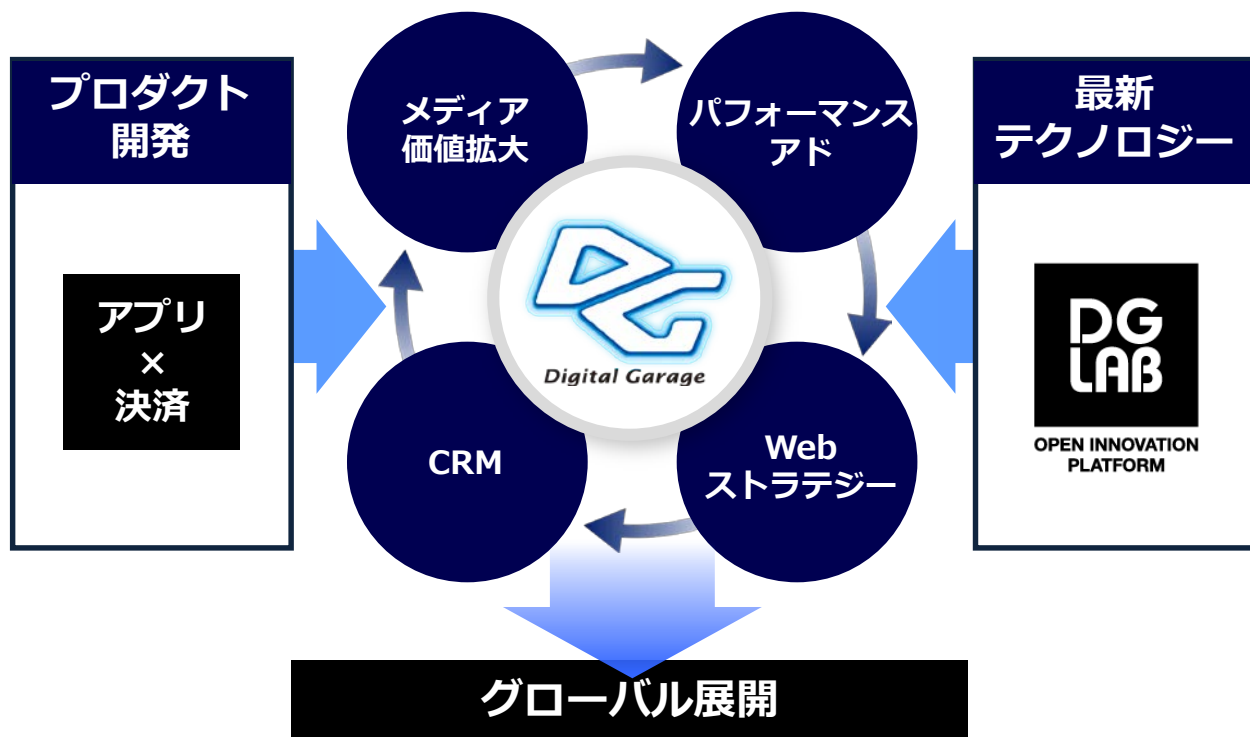 プロダクト
開発
アプリ
×
決済
メディア
価値拡大
パフォーマンス
アド
DG
Digital Garage
CRM
Web
ストラテジー
最新
テクノロジー
DG
LAB
OPEN INNOVATION
PLATFORM
グローバル展開